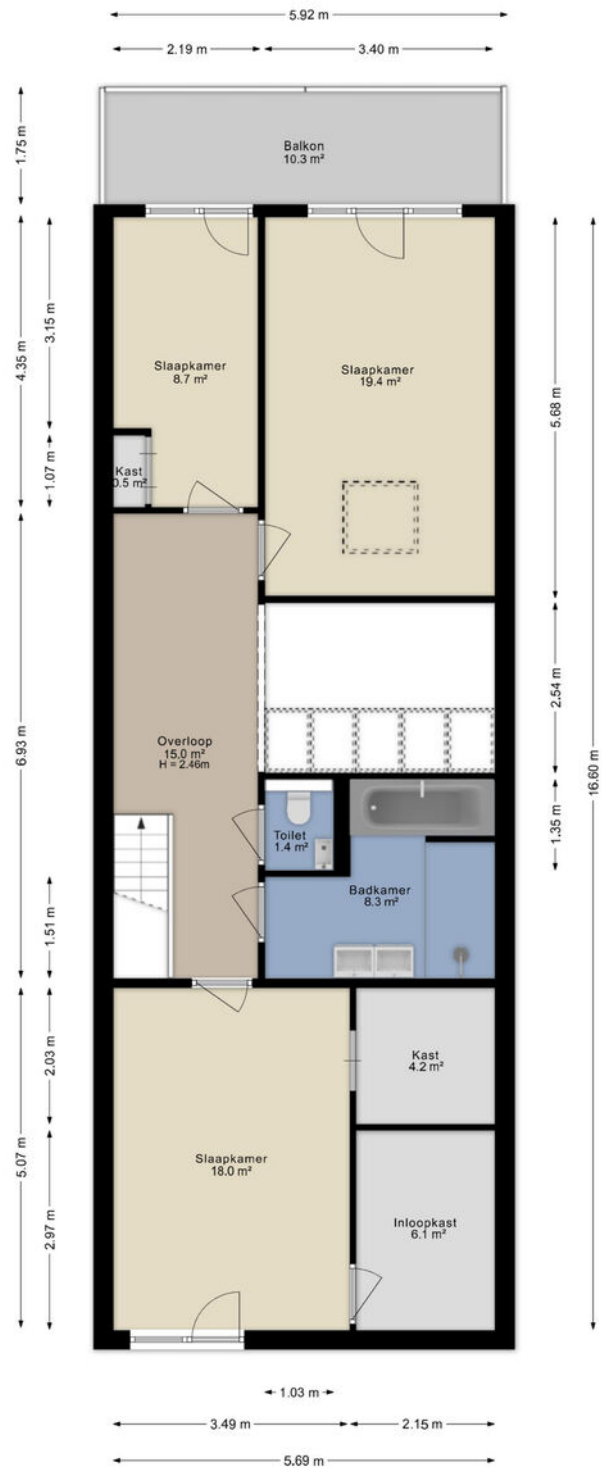 5.92 m
2.19 m
3.40 m
1.75 m
Balkon
10.3 m²
4.35 m
3.15 m
Slaapkamer
8.7 m²
Slaapkamer
19.4 m²
5.68 m
1.07 m
Kast
0.5 m²
6.93 m
Overloop
15.0 m²
H = 2.46m
2.54 m
16.60 m
Toilet
1.4 m²
1.35 m
Badkamer
8.3 m²
1.51 m
5.07 m
2.03 m
Kast
4.2 m²
Slaapkamer
18.0 m²
2.97 m
Inloopkast
6.1 m²
1.03 m
3.49 m
2.15 m
5.69 m